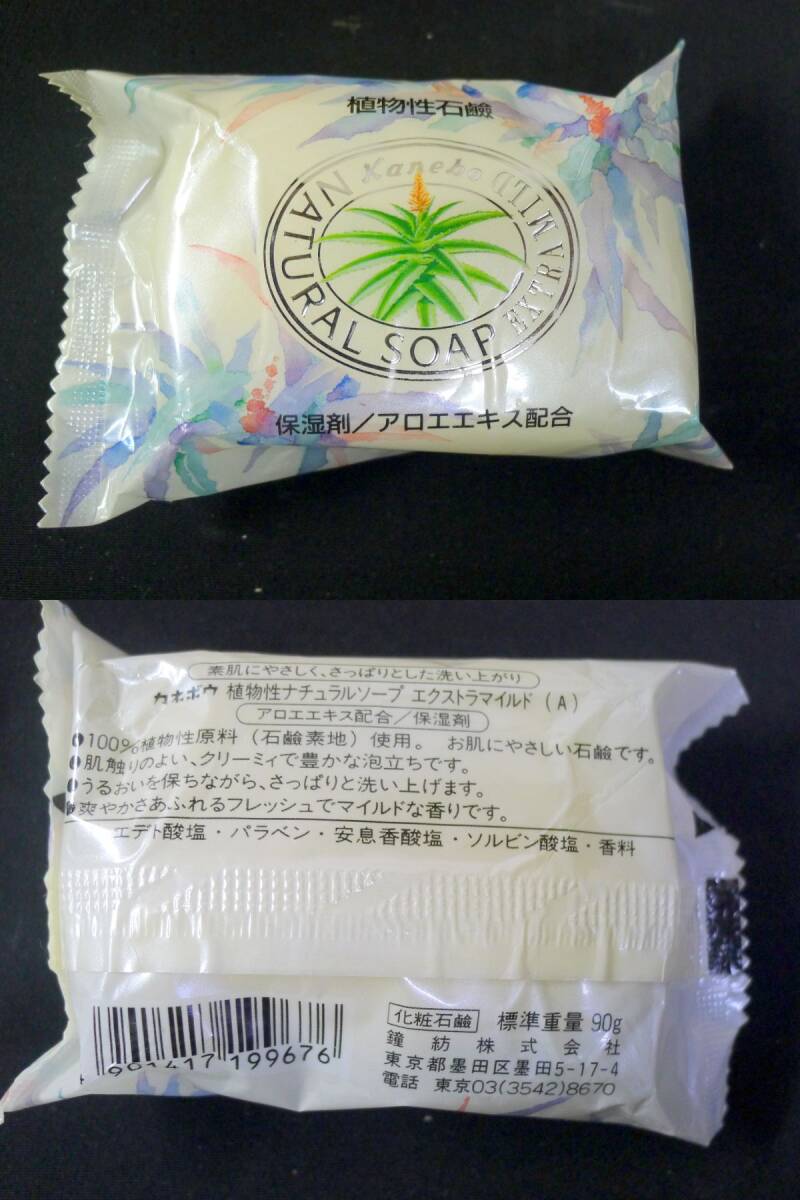 植物性石鹸
Kanebo
NATURAL SOAP EXTRA MILD
保湿剤/アロエエキス配合
素肌にやさしく、さっぱりとした洗い上がり
カネボウ 植物性ナチュラルソープ エクストラマイルド (A)
アロエエキス配合/保湿剤
●100%植物性原料(石鹸素地)使用。 お肌にやさしい石鹸です。
●肌触りのよい、クリーミィで豊かな泡立ちです。
●うるおいを保ちながら、さっぱりと洗い上げます。
●爽やかさあふれるフレッシュでマイルドな香りです。
エデト酸塩・パラベン・安息香酸塩・ソルビン酸塩・香料
化粧石鹸 標準重量 90g
鐘紡株式会社
東京都墨田区墨田5-17-4
電話 東京03(3542)8670
199676